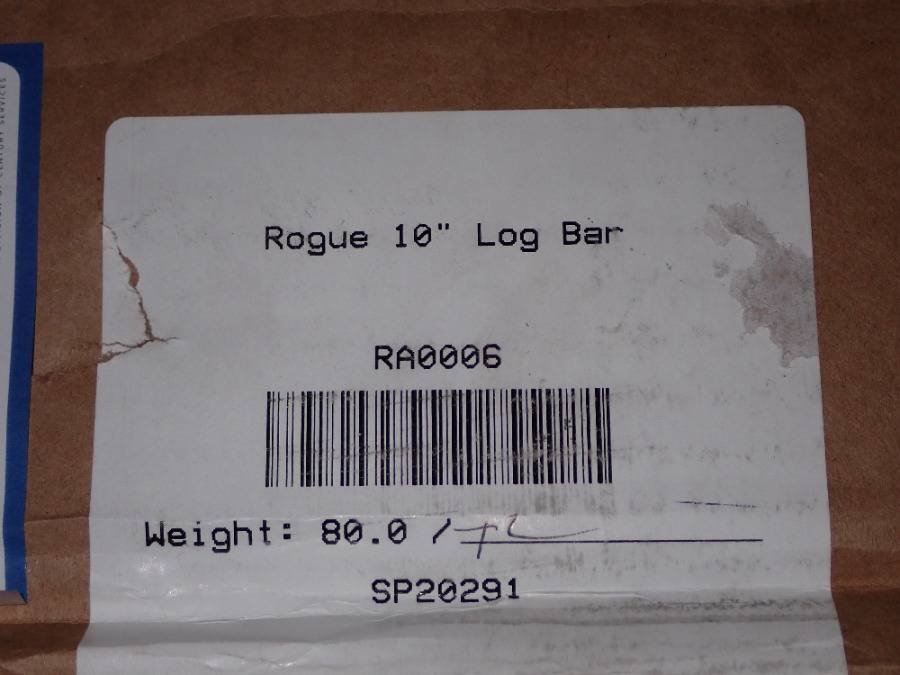 Rogue 10" Log Bar
RA0006
Weight: 80.0 /
SP20291